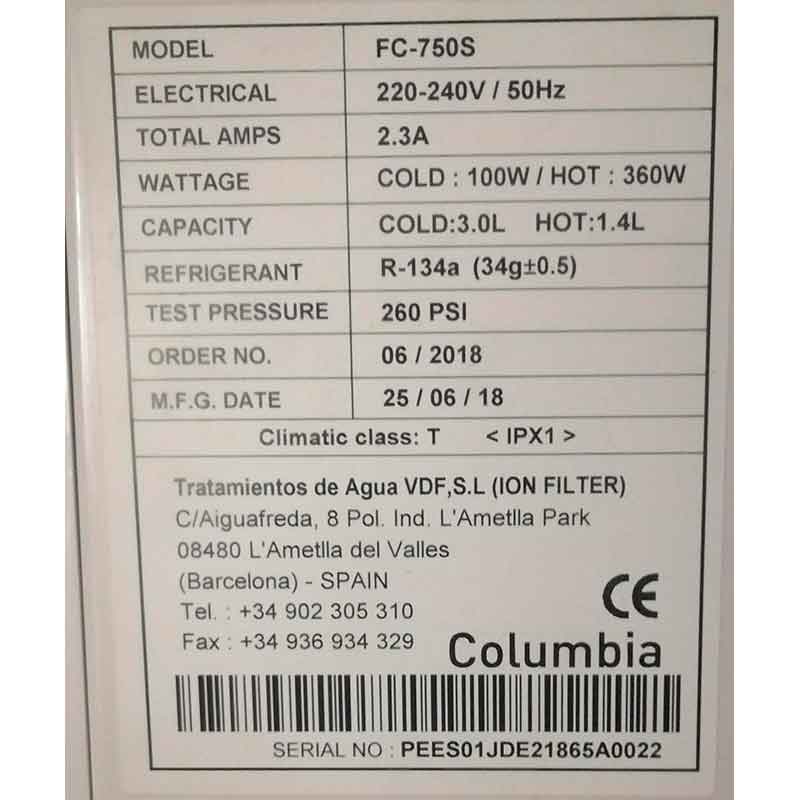 MODEL FC-750S
ELECTRICAL 220-240V / 50Hz
TOTAL AMPS 2.3A
WATTAGE COLD : 100W / HOT : 360W
CAPACITY COLD:3.0L HOT:1.4L
REFRIGERANT R-134a (34g±0.5)
TEST PRESSURE 260 PSI
ORDER NO. 06 / 2018
M.F.G. DATE 25 / 06 / 18
Climatic class: T < IPX1 >
Tratamientos de Agua VDF,S.L (ION FILTER)
C/Aiguafreda, 8 Pol. Ind. L'Ametlla Park
08480 L'Ametlla del Valles
(Barcelona) - SPAIN
Tel. : +34 902 305 310
Fax : +34 936 934 329
CE
Columbia
SERIAL NO : PEES01JDE21865A0022